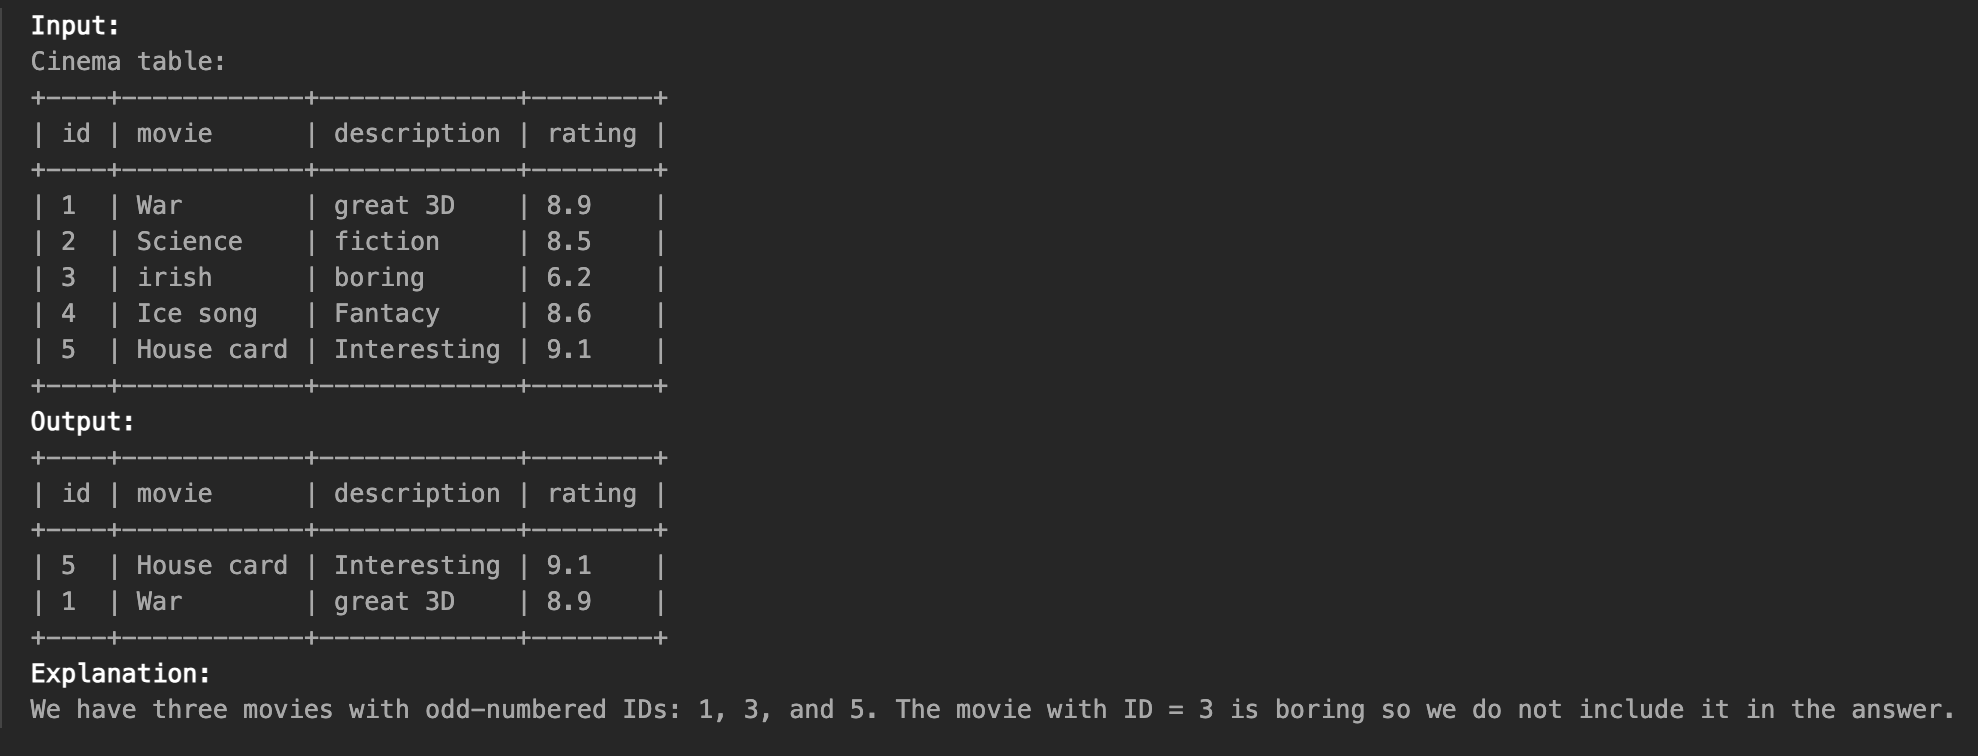 Input:
Cinema table:
+----+------------+-------------+--------+
| id | movie      | description | rating |
+----+------------+-------------+--------+
| 1  | War        | great 3D    | 8.9    |
| 2  | Science    | fiction     | 8.5    |
| 3  | irish      | boring      | 6.2    |
| 4  | Ice song   | Fantacy     | 8.6    |
| 5  | House card | Interesting | 9.1    |
+----+------------+-------------+--------+
Output:
+----+------------+-------------+--------+
| id | movie      | description | rating |
+----+------------+-------------+--------+
| 5  | House card | Interesting | 9.1    |
| 1  | War        | great 3D    | 8.9    |
+----+------------+-------------+--------+
Explanation:
We have three movies with odd-numbered IDs: 1, 3, and 5. The movie with ID = 3 is boring so we do not include it in the answer.